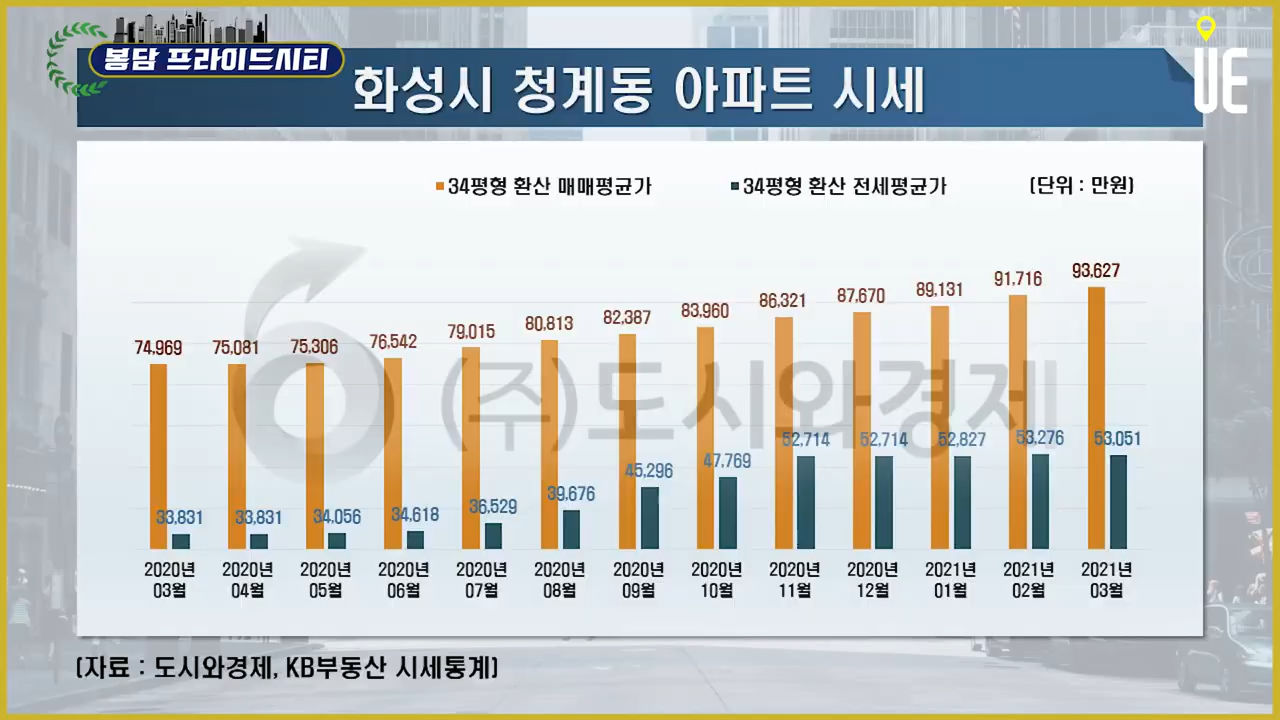 봉담 프라이드시티
화성시 청계동 아파트 시세
UE
34평형 환산 매매평균가 34평형 환산 전세평균가 (단위 : 만원)
74,969 75,081 75,306 76,542 79,015 80,813 82,387 83,960 86,321 87,670 89,131 91,716 93,627
33,831 33,831 34,056 34,618 36,529 39,676 45,296 47,769 52,714 52,714 52,827 53,276 53,051
(주)도시와경제
2020년 2020년 2020년 2020년 2020년 2020년 2020년 2020년 2020년 2020년 2021년 2021년 2021년
03월 04월 05월 06월 07월 08월 09월 10월 11월 12월 01월 02월 03월
(자료 : 도시와경제, KB부동산 시세통계)